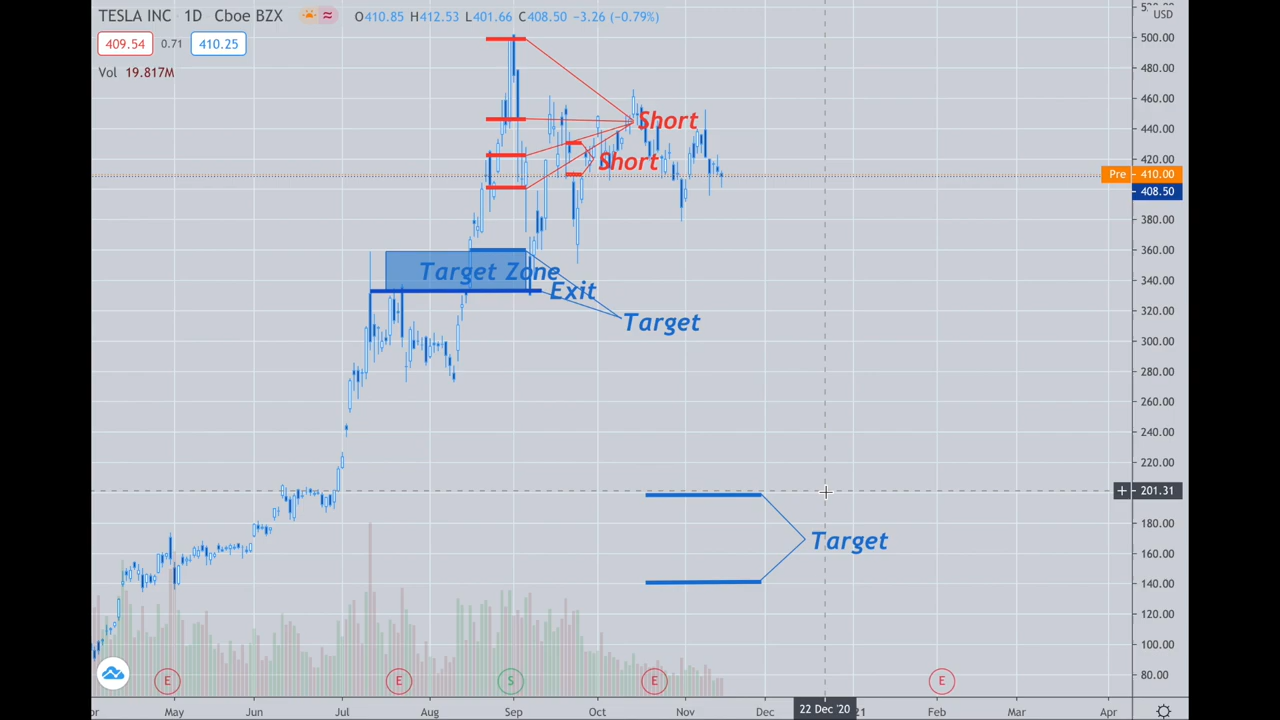 TESLA INC 1D Cboe BZX O410.85 H412.53 L401.66 C408.50 −3.26 (−0.79%)
409.54 0.71 410.25
Vol 19.817M
USD
500.00
480.00
460.00
Short
440.00
420.00
Short
Pre 410.00
408.50
380.00
360.00
Target Zone
340.00
Exit
Target
320.00
300.00
280.00
260.00
240.00
220.00
201.31
180.00
Target
160.00
140.00
120.00
100.00
80.00
E E S E E
May Jun Jul Aug Sep Oct Nov Dec 22 Dec '20 Feb Mar Apr